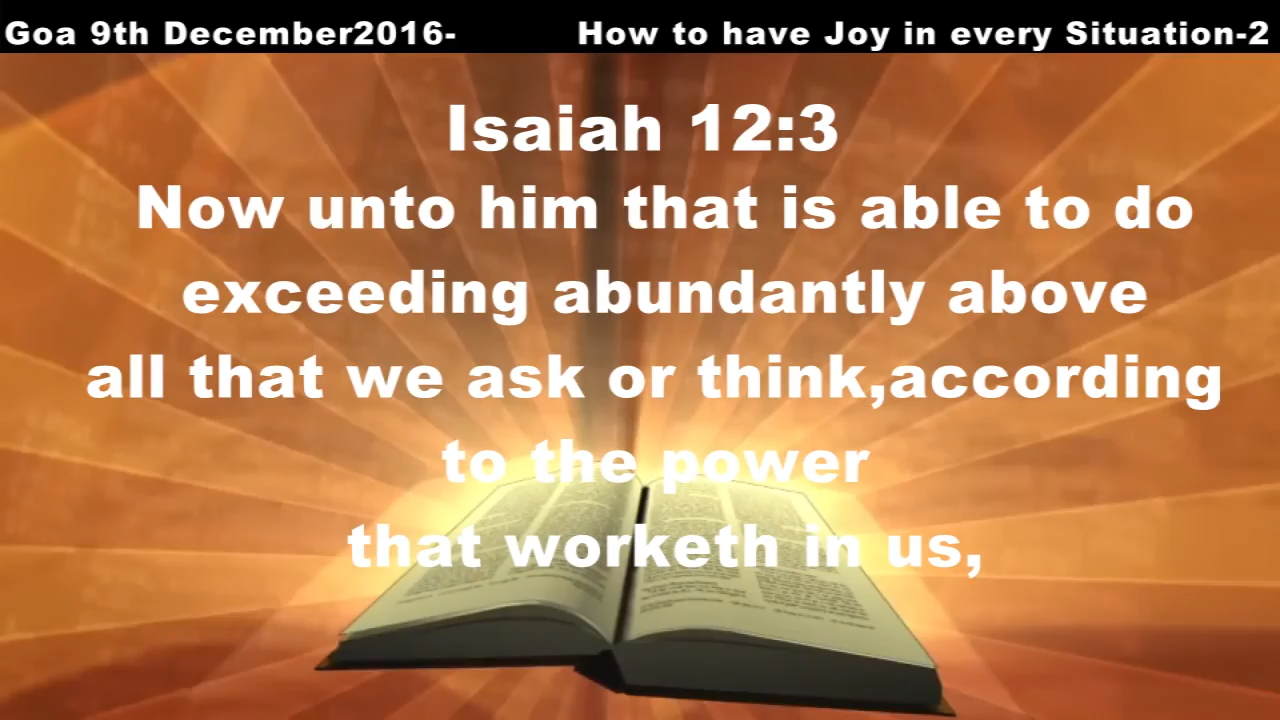 Goa 9th December2016- How to have Joy in every Situation-2
Isaiah 12:3
Now unto him that is able to do
exceeding abundantly above
all that we ask or think,according
to the power
that worketh in us,